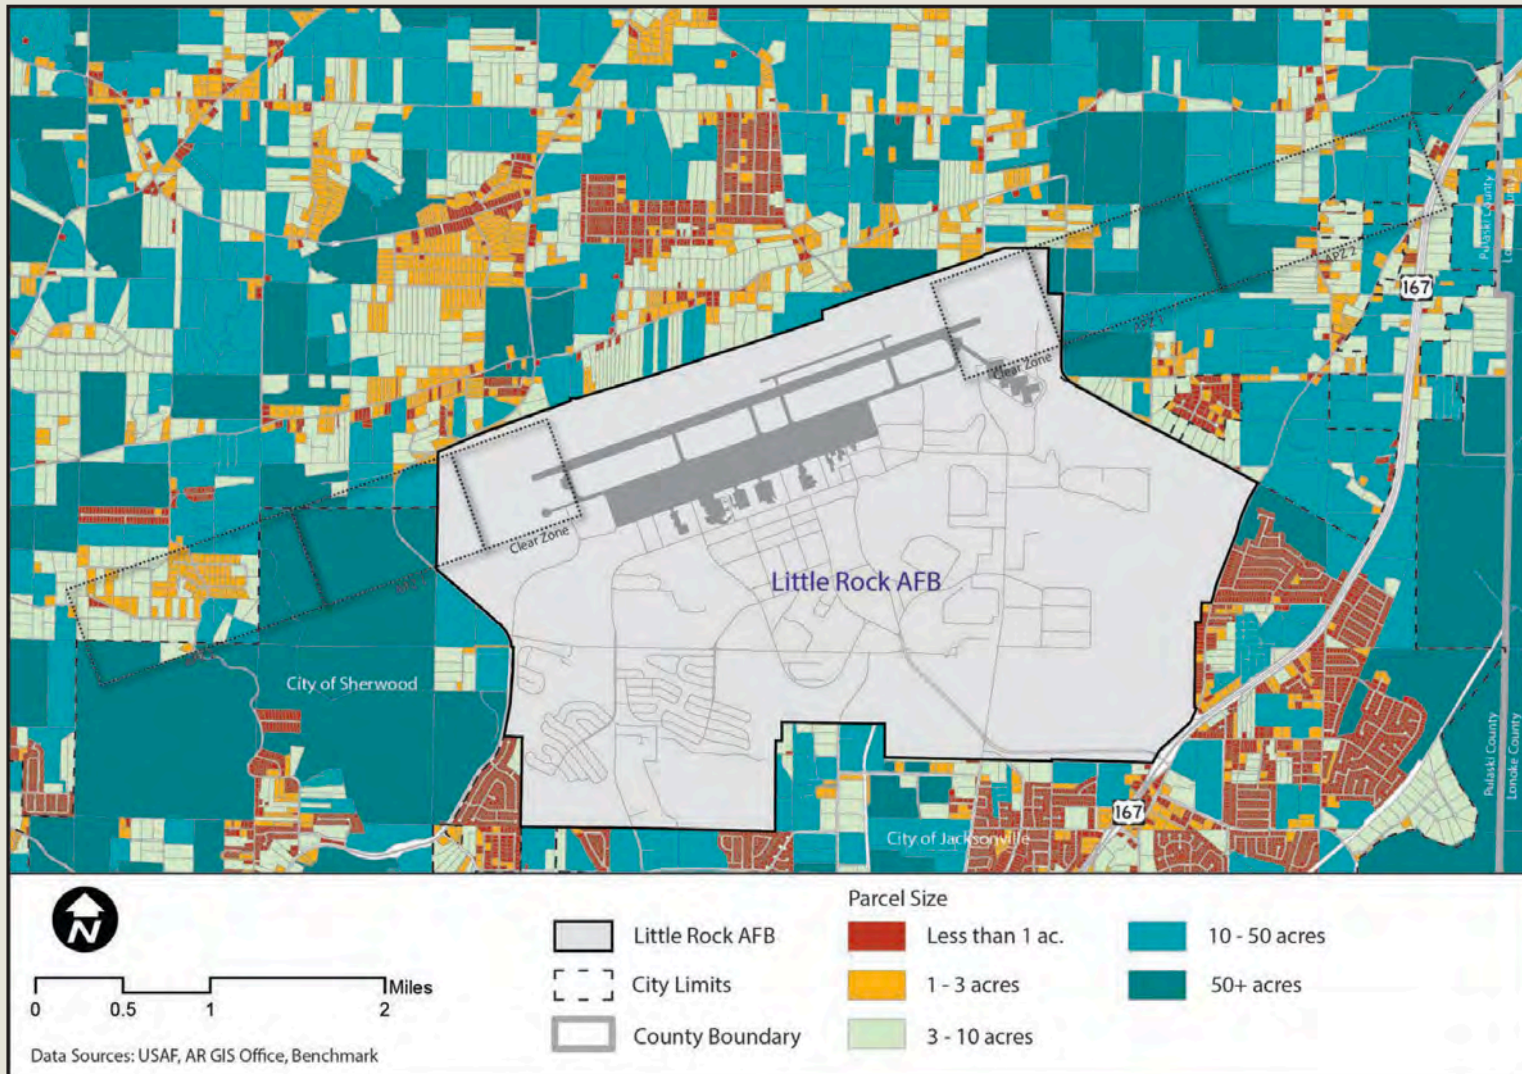 Pulaski County
APZ 2
167
APZ 1
Clear Zone
Clear Zone
Little Rock AFB
City of Sherwood
Pulaski County
Lonoke County
167
City of Jacksonville
N
Parcel Size
Little Rock AFB
Less than 1 ac.
10 - 50 acres
Miles
City Limits
1 - 3 acres
50+ acres
0 0.5 1 2
County Boundary
3 - 10 acres
Data Sources: USAF, AR GIS Office, Benchmark